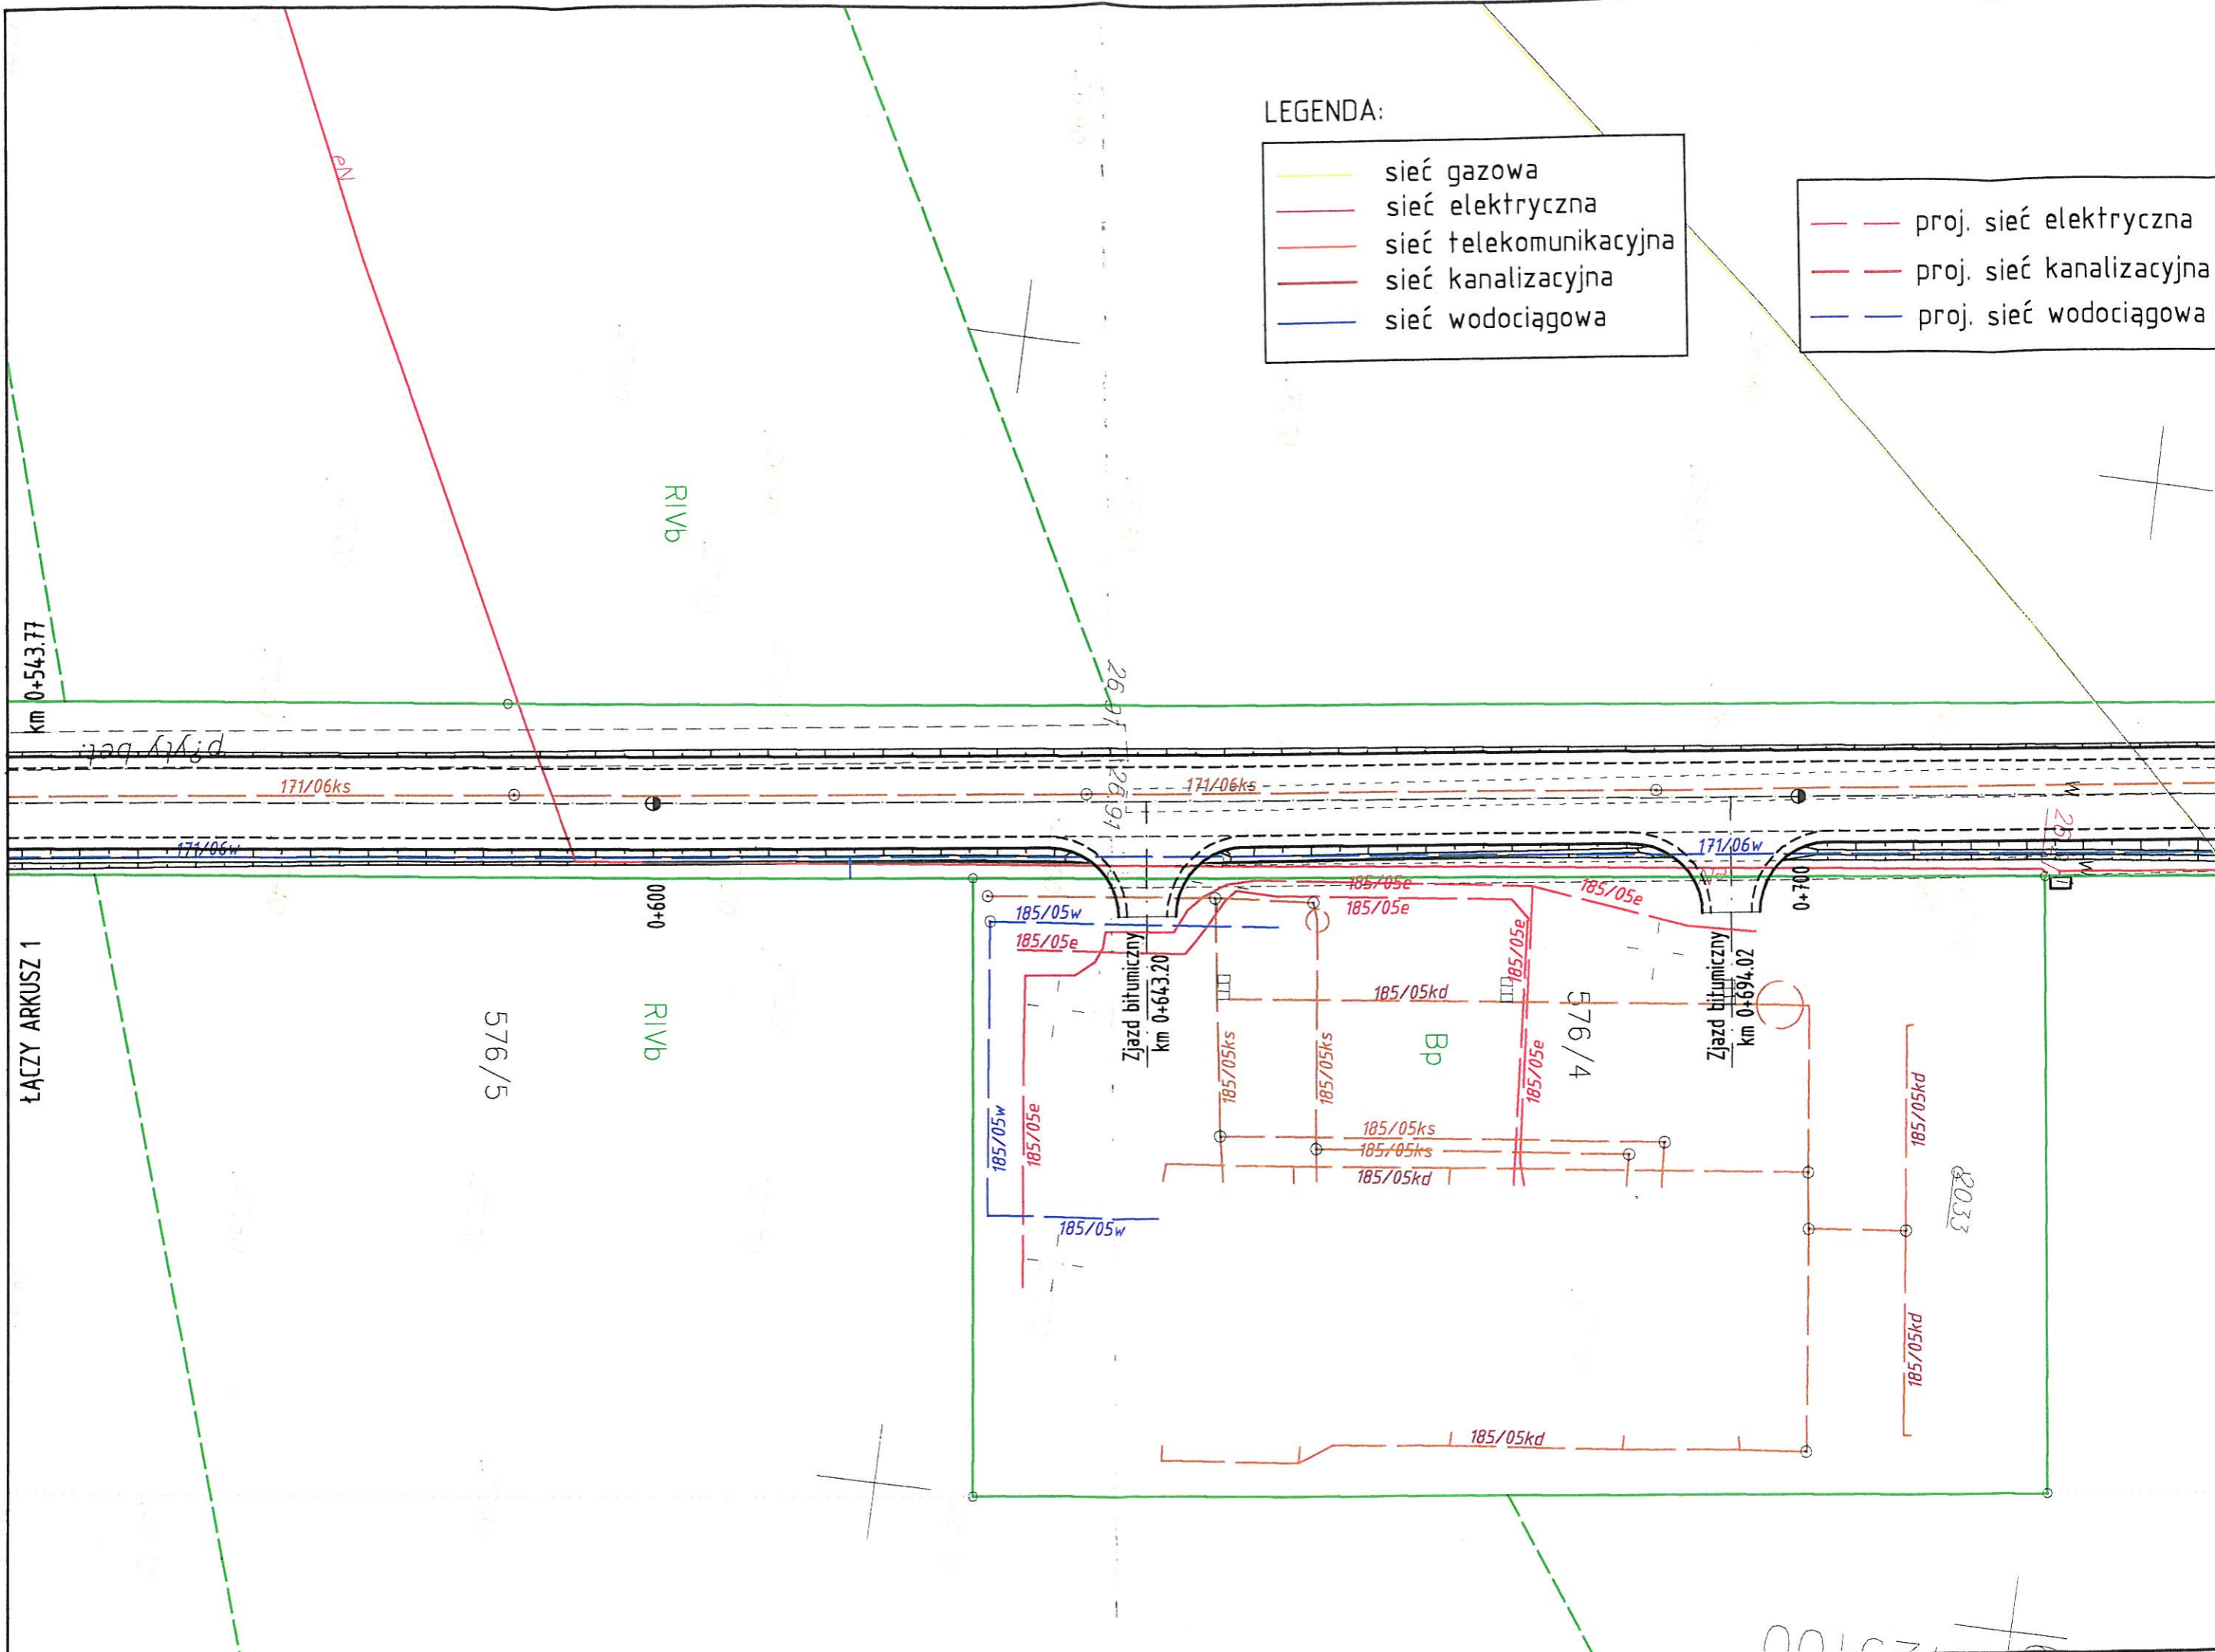 LEGENDA:
sieć gazowa
sieć elektryczna
sieć telekomunikacyjna
sieć kanalizacyjna
sieć wodociągowa
proj. sieć elektryczna
proj. sieć kanalizacyjna
proj. sieć wodociągowa
eN
RIVb
km 0+543.77
płyty bet.
171/06ks
171/06ks
26.91
26.91
W
171/06w
171/06w
W
0+600
0+700
ŁĄCZY ARKUSZ 1
576/5
RIVb
185/05w
185/05e
185/05e
185/05e
185/05e
185/05e
Zjazd bitumiczny
km 0+643.20
Zjazd bitumiczny
km 0+694.02
185/05kd
576/4
Bp
185/05w
185/05e
185/05ks
185/05ks
185/05e
185/05ks
185/05ks
185/05kd
185/05w
185/05kd
2033
185/05kd
185/05kd